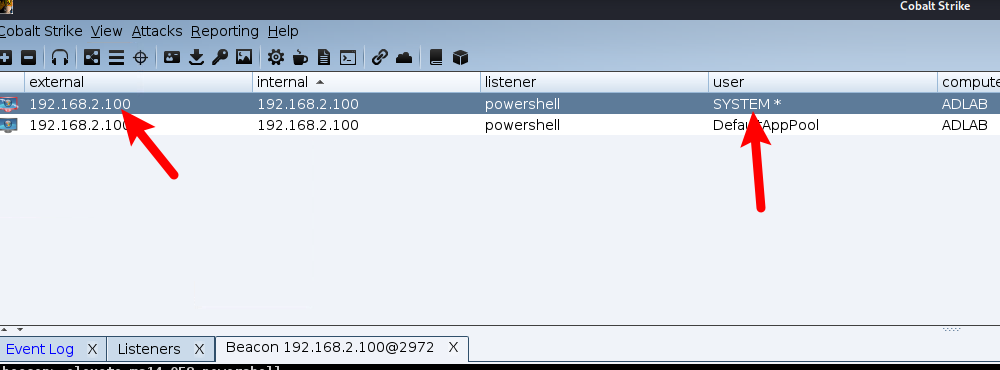 Cobalt Strike
Cobalt Strike View Attacks Reporting Help
external internal listener user
192.168.2.100 192.168.2.100 powershell SYSTEM * ADLAB
192.168.2.100 192.168.2.100 powershell DefaultAppPool ADLAB
Event Log X Listeners X Beacon 192.168.2.100@2972 X